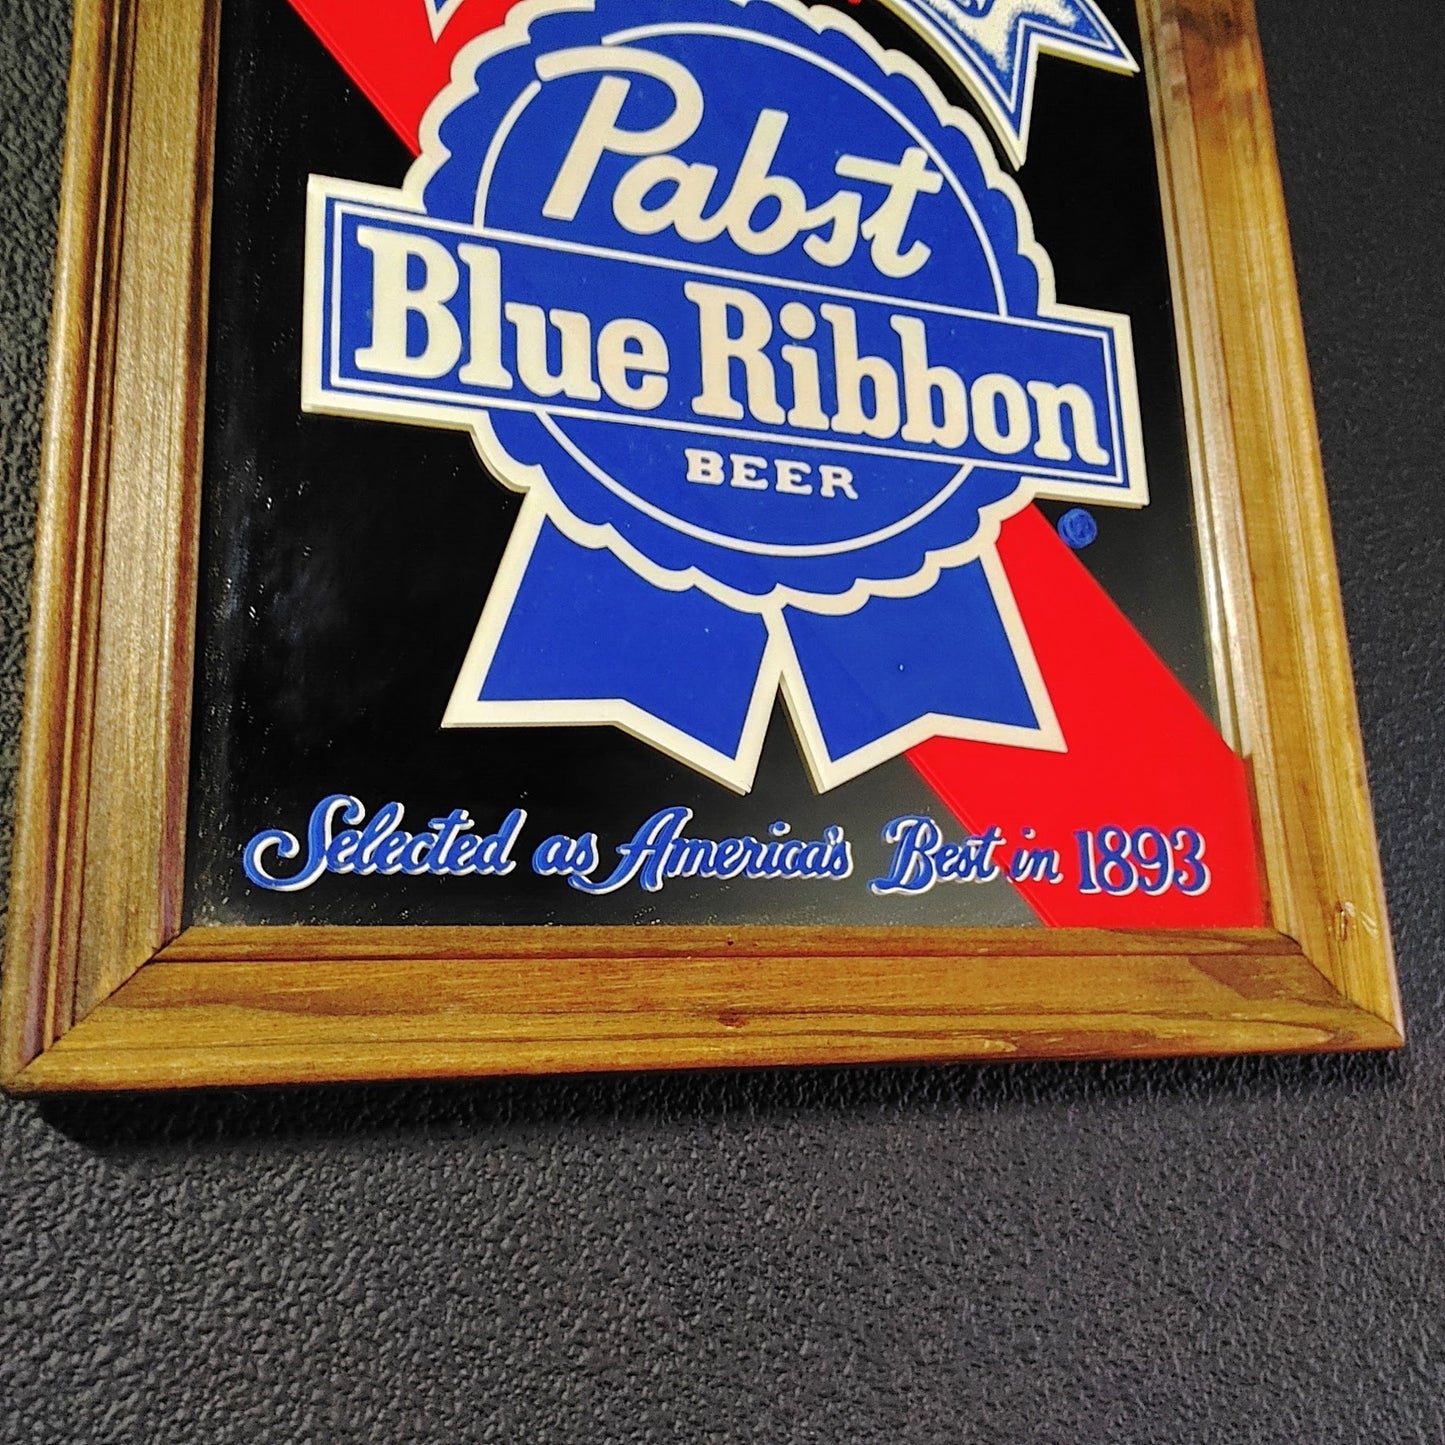 Pabst
Blue Ribbon
BEER
Selected as America's Best in 1893